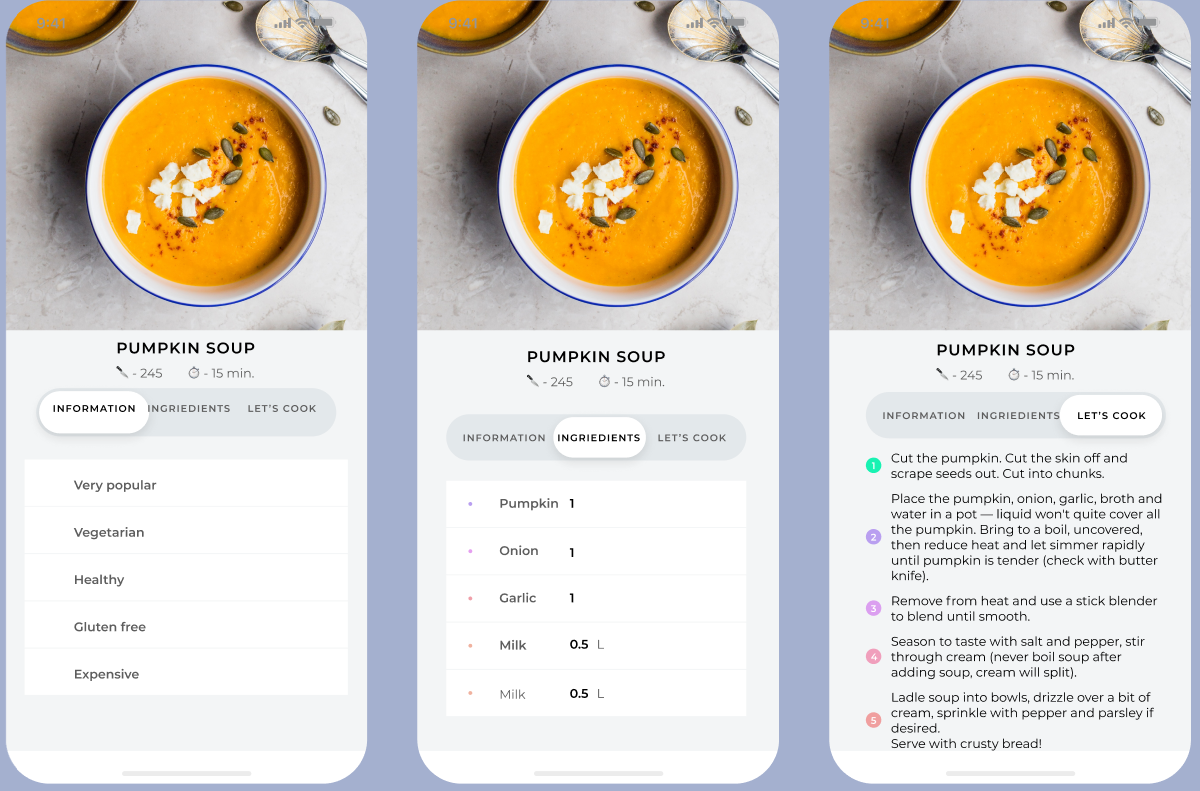 9:41
PUMPKIN SOUP
- 245 - 15 min.
INFORMATION INGRIEDIENTS LET'S COOK
Very popular
Vegetarian
Healthy
Gluten free
Expensive
9:41
PUMPKIN SOUP
- 245 - 15 min.
INFORMATION INGRIEDIENTS LET'S COOK
Pumpkin 1
Onion 1
Garlic 1
Milk 0.5 L
Milk 0.5 L
9:41
PUMPKIN SOUP
- 245 - 15 min.
INFORMATION INGRIEDIENTS LET'S COOK
1 Cut the pumpkin. Cut the skin off and
scrape seeds out. Cut into chunks.
Place the pumpkin, onion, garlic, broth and
water in a pot — liquid won't quite cover all
the pumpkin. Bring to a boil, uncovered,
2 then reduce heat and let simmer rapidly
until pumpkin is tender (check with butter
knife).
3 Remove from heat and use a stick blender
to blend until smooth.
Season to taste with salt and pepper, stir
4 through cream (never boil soup after
adding soup, cream will split).
Ladle soup into bowls, drizzle over a bit of
5 cream, sprinkle with pepper and parsley if
desired.
Serve with crusty bread!